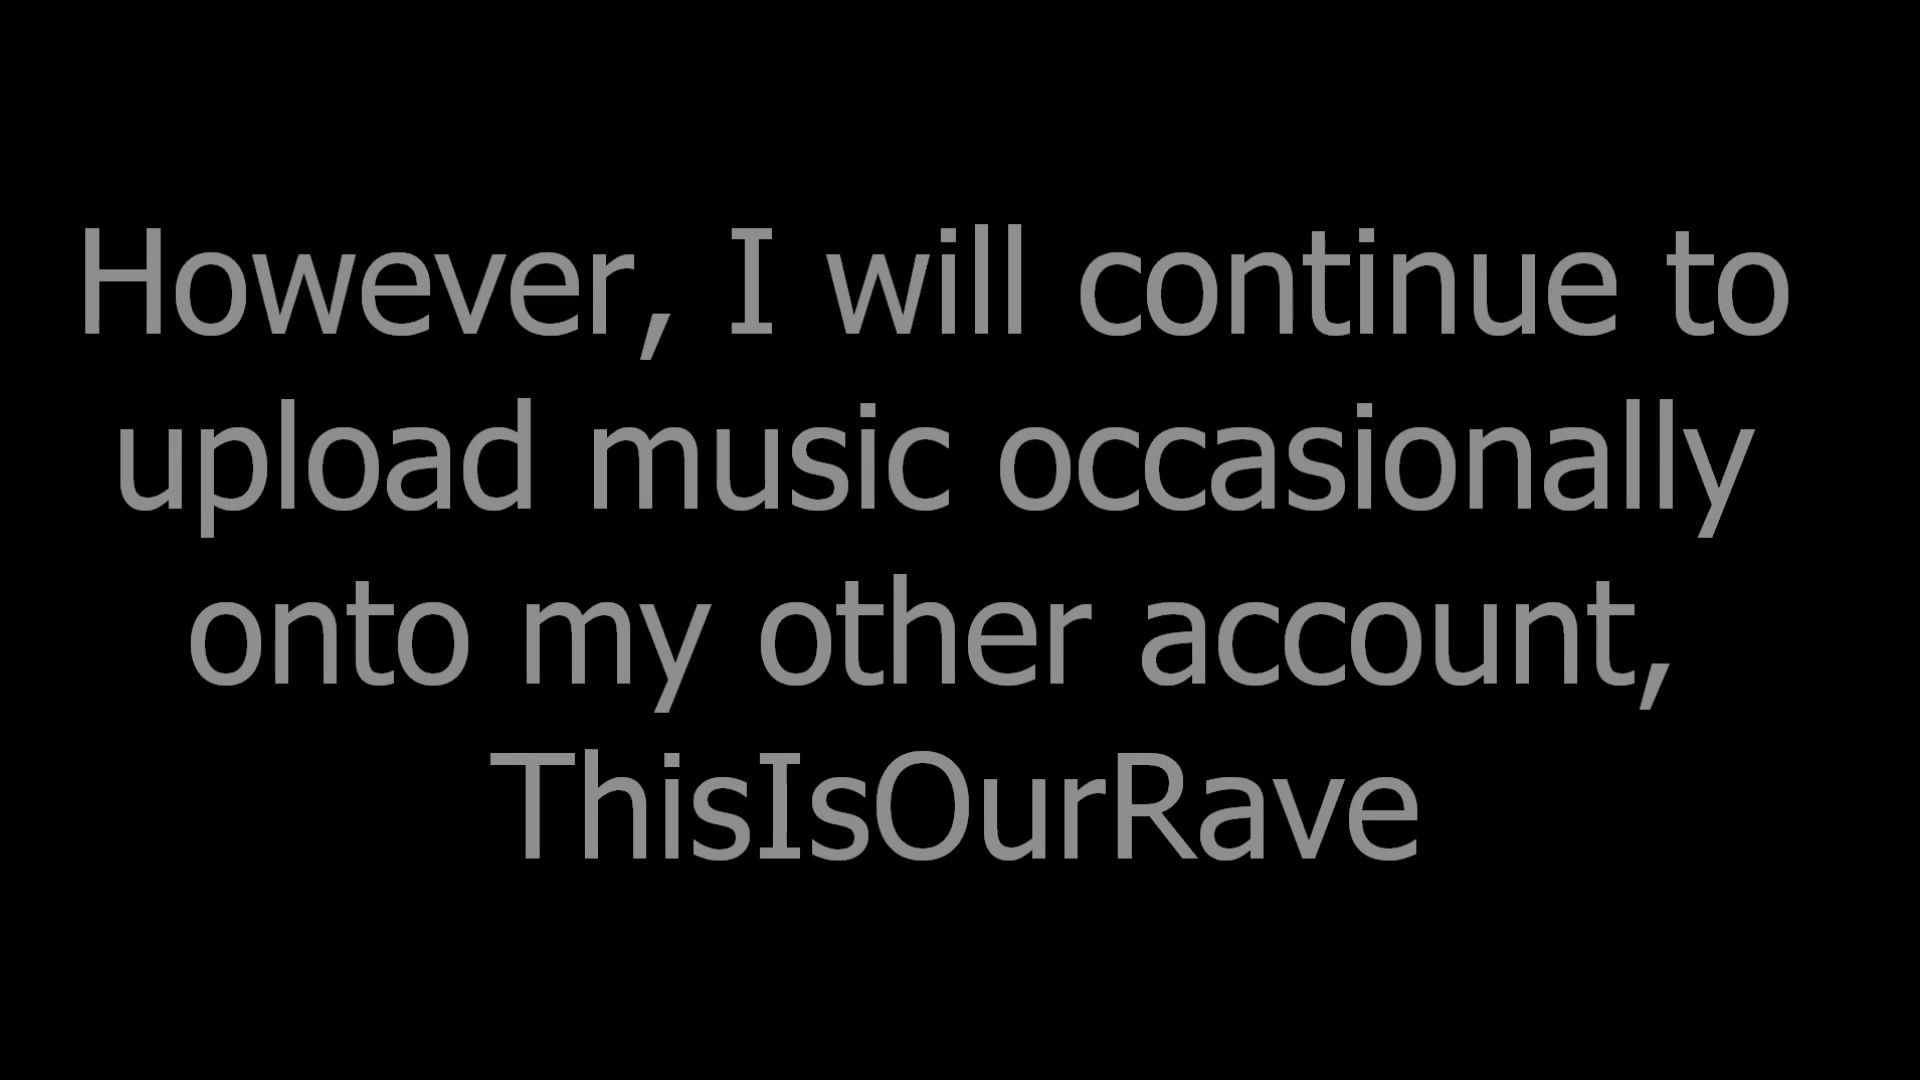 However, I will continue to
upload music occasionally
onto my other account,
ThisIsOurRave